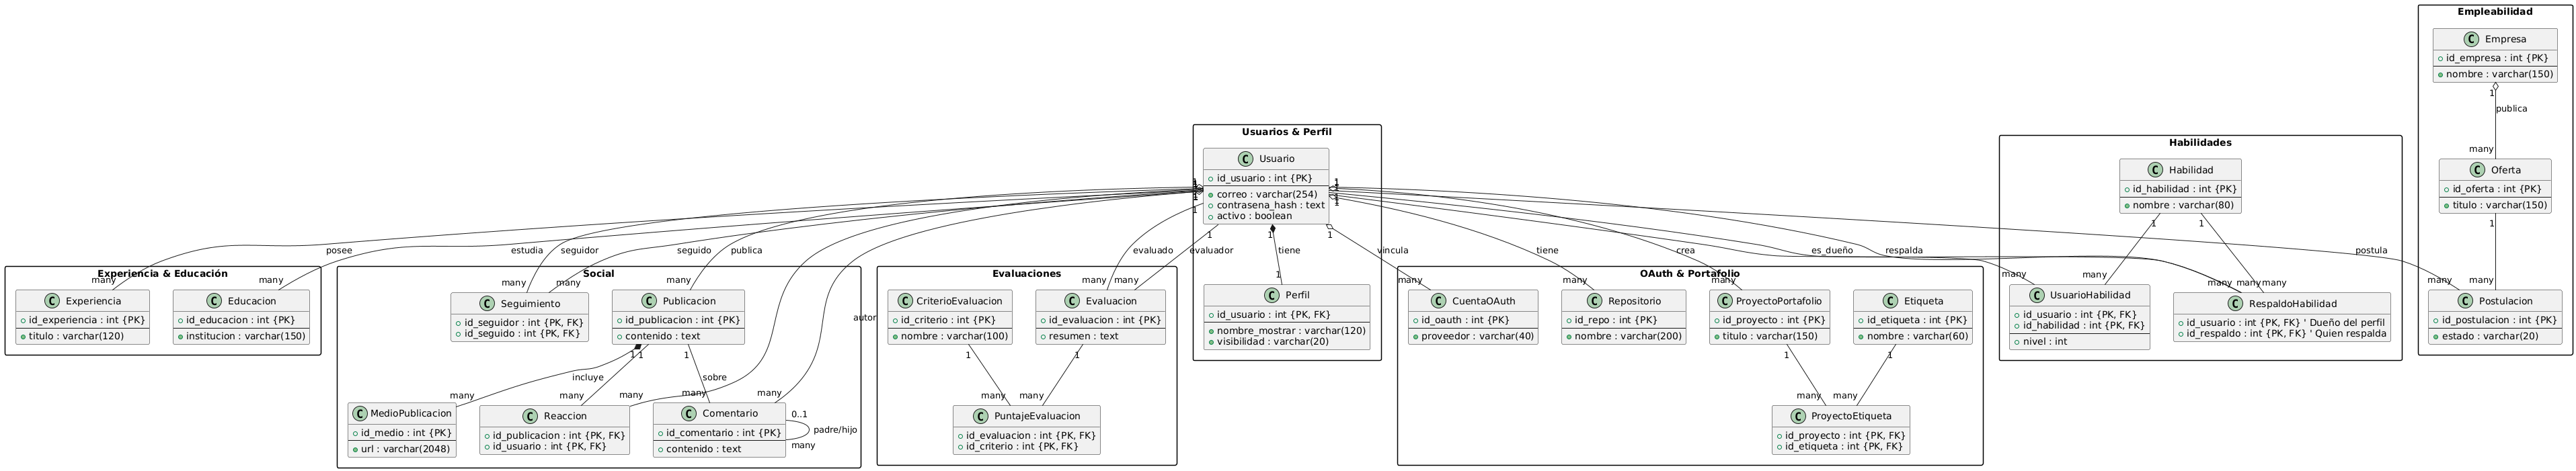 Empleabilidad
C Empresa
id_empresa : int {PK}
nombre : varchar(150)
1
publica
many
C Oferta
id_oferta : int {PK}
titulo : varchar(150)
1
many
C Postulacion
id_postulacion : int {PK}
estado : varchar(20)
Usuarios & Perfil
C Usuario
id_usuario : int {PK}
correo : varchar(254)
contrasena_hash : text
activo : boolean
1
1
1
1
1
1
tiene
1
C Perfil
id_usuario : int {PK, FK}
nombre_mostrar : varchar(120)
visibilidad : varchar(20)
Habilidades
C Habilidad
id_habilidad : int {PK}
nombre : varchar(80)
1
1
many
many
C UsuarioHabilidad
id_usuario : int {PK, FK}
id_habilidad : int {PK, FK}
nivel : int
many
many
many
C RespaldoHabilidad
id_usuario : int {PK, FK} ' Dueño del perfil
id_respaldo : int {PK, FK} ' Quien respalda
posee
estudia
seguidor
seguido
publica
autor
evaluado
evaluador
vincula
tiene
crea
es_dueño
respalda
postula
many
Experiencia & Educación
many
many
C Experiencia
id_experiencia : int {PK}
titulo : varchar(120)
C Educacion
id_educacion : int {PK}
institucion : varchar(150)
Social
many
many
many
C Seguimiento
id_seguidor : int {PK, FK}
id_seguido : int {PK, FK}
C Publicacion
id_publicacion : int {PK}
contenido : text
1
1
1
incluye
sobre
many
many
many
many
many
C MedioPublicacion
id_medio : int {PK}
url : varchar(2048)
C Reaccion
id_publicacion : int {PK, FK}
id_usuario : int {PK, FK}
C Comentario
id_comentario : int {PK}
contenido : text
0..1
padre/hijo
many
Evaluaciones
many
many
C CriterioEvaluacion
id_criterio : int {PK}
nombre : varchar(100)
C Evaluacion
id_evaluacion : int {PK}
resumen : text
1
1
many
many
C PuntajeEvaluacion
id_evaluacion : int {PK, FK}
id_criterio : int {PK, FK}
OAuth & Portafolio
many
many
many
C CuentaOAuth
id_oauth : int {PK}
proveedor : varchar(40)
C Repositorio
id_repo : int {PK}
nombre : varchar(200)
C ProyectoPortafolio
id_proyecto : int {PK}
titulo : varchar(150)
C Etiqueta
id_etiqueta : int {PK}
nombre : varchar(60)
1
1
many
many
C ProyectoEtiqueta
id_proyecto : int {PK, FK}
id_etiqueta : int {PK, FK}